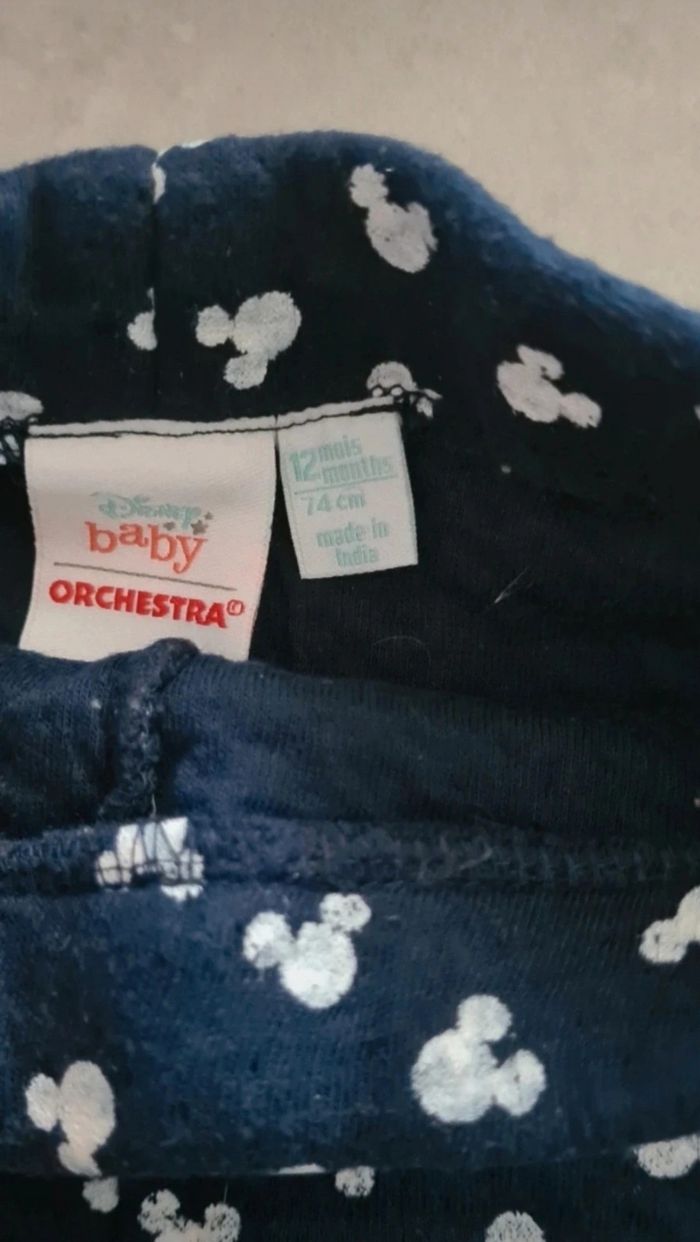 Disney
baby
ORCHESTRA©
12 mois
months
74 cm
made in
India